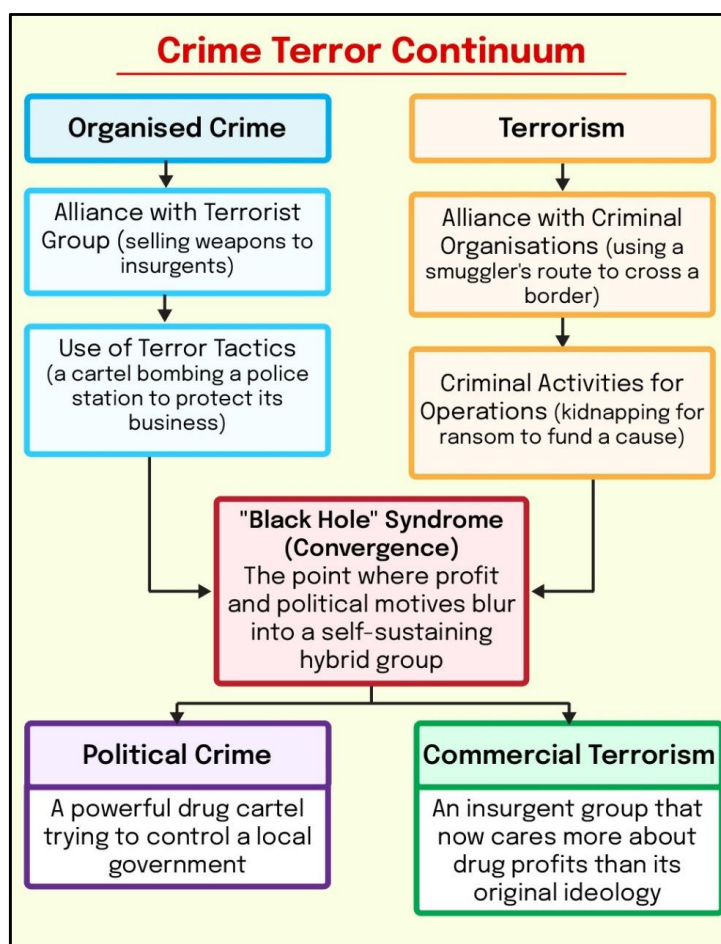 Crime Terror Continuum
Organised Crime
Terrorism
Alliance with Terrorist
Group (selling weapons to
insurgents)
Alliance with Criminal
Organisations (using a
smuggler's route to cross a
border)
Use of Terror Tactics
(a cartel bombing a police
station to protect its
business)
Criminal Activities for
Operations (kidnapping for
ransom to fund a cause)
"Black Hole" Syndrome
(Convergence)
The point where profit
and political motives blur
into a self-sustaining
hybrid group
Political Crime
A powerful drug cartel
trying to control a local
government
Commercial Terrorism
An insurgent group that
now cares more about
drug profits than its
original ideology